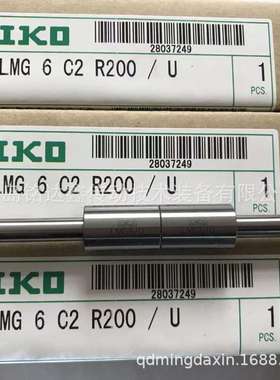 IKO
28037249
LMG 6 C2 R200 / U
1
PCS.
IKO
28037249
LMG 6 C2 R200 / U
1
PCS.
IKO
28037249
MG 6 C2 R200 / U
1
PCS.
qdmingdaxin.1688.